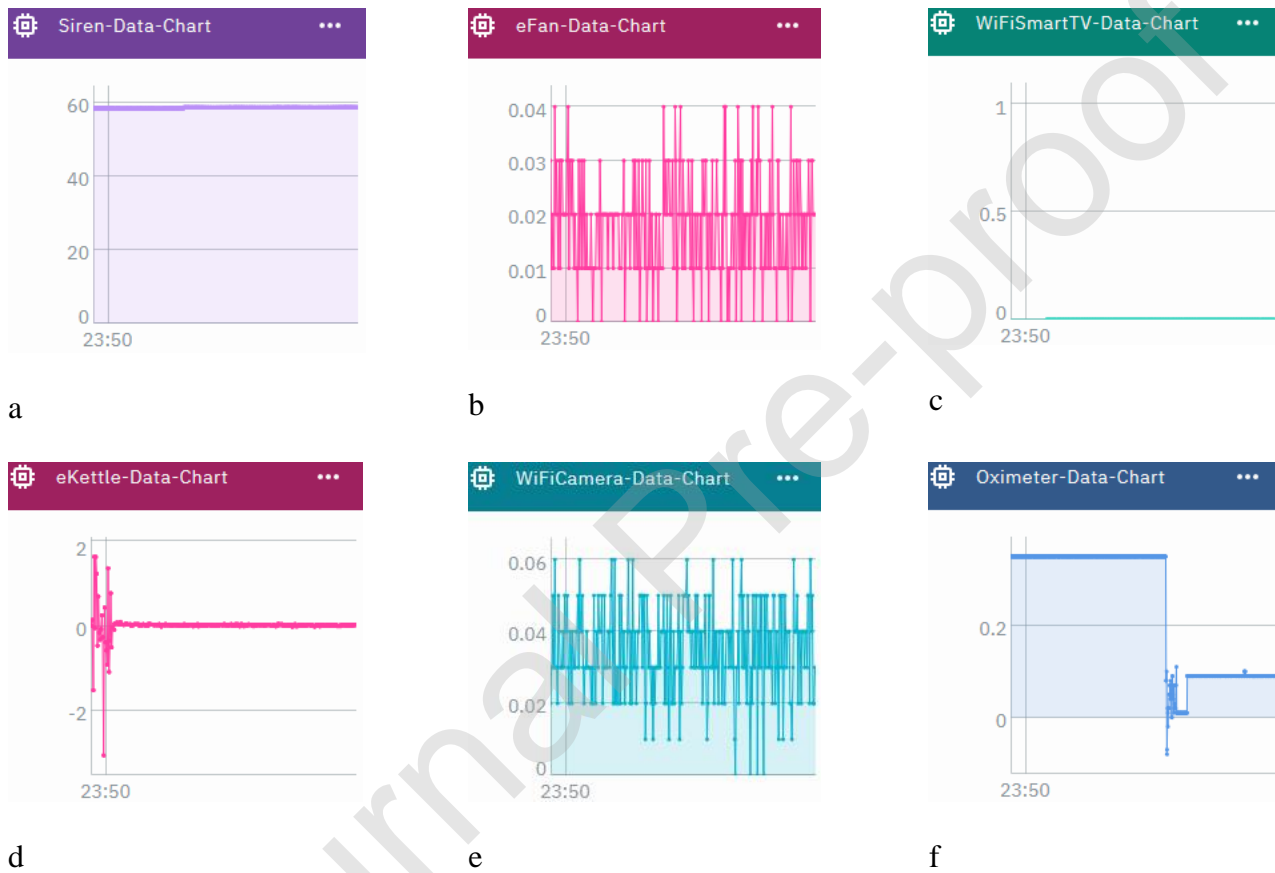 Siren-Data-Chart ...
60
40
20
0
23:50
a
eFan-Data-Chart ...
0.04
0.03
0.02
0.01
0
23:50
b
WiFiSmartTV-Data-Chart
1
0.5
0
23:50
c
eKettle-Data-Chart ...
2
0
-2
23:50
d
WiFiCamera-Data-Chart ...
0.06
0.04
0.02
0
23:50
e
Oximeter-Data-Chart ...
0.2
0
23:50
f
urnal Pre-proof